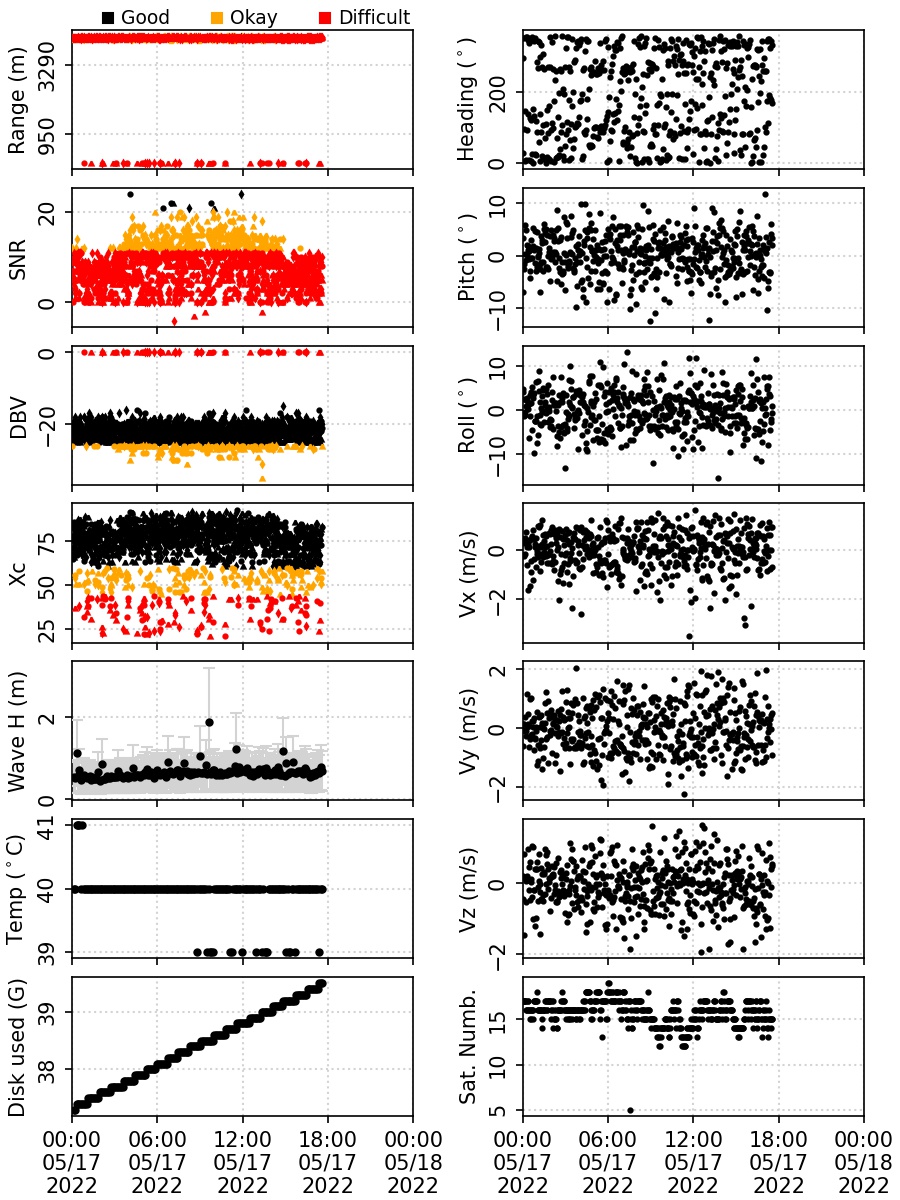 Good Okay Difficult
Range (m)
3290
950
Heading (°)
200
0
SNR
20
0
Pitch (°)
10
0
−10
DBV
0
−20
Roll (°)
10
0
−10
Xc
75
50
25
Vx (m/s)
0
−2
Wave H (m)
2
0
Vy (m/s)
2
0
−2
Temp (°C)
41
40
39
Vz (m/s)
0
−2
Disk used (G)
39
38
Sat. Numb.
15
10
5
00:00 06:00 12:00 18:00 00:00
05/17 05/17 05/17 05/17 05/18
2022 2022 2022 2022 2022
00:00 06:00 12:00 18:00 00:00
05/17 05/17 05/17 05/17 05/18
2022 2022 2022 2022 2022